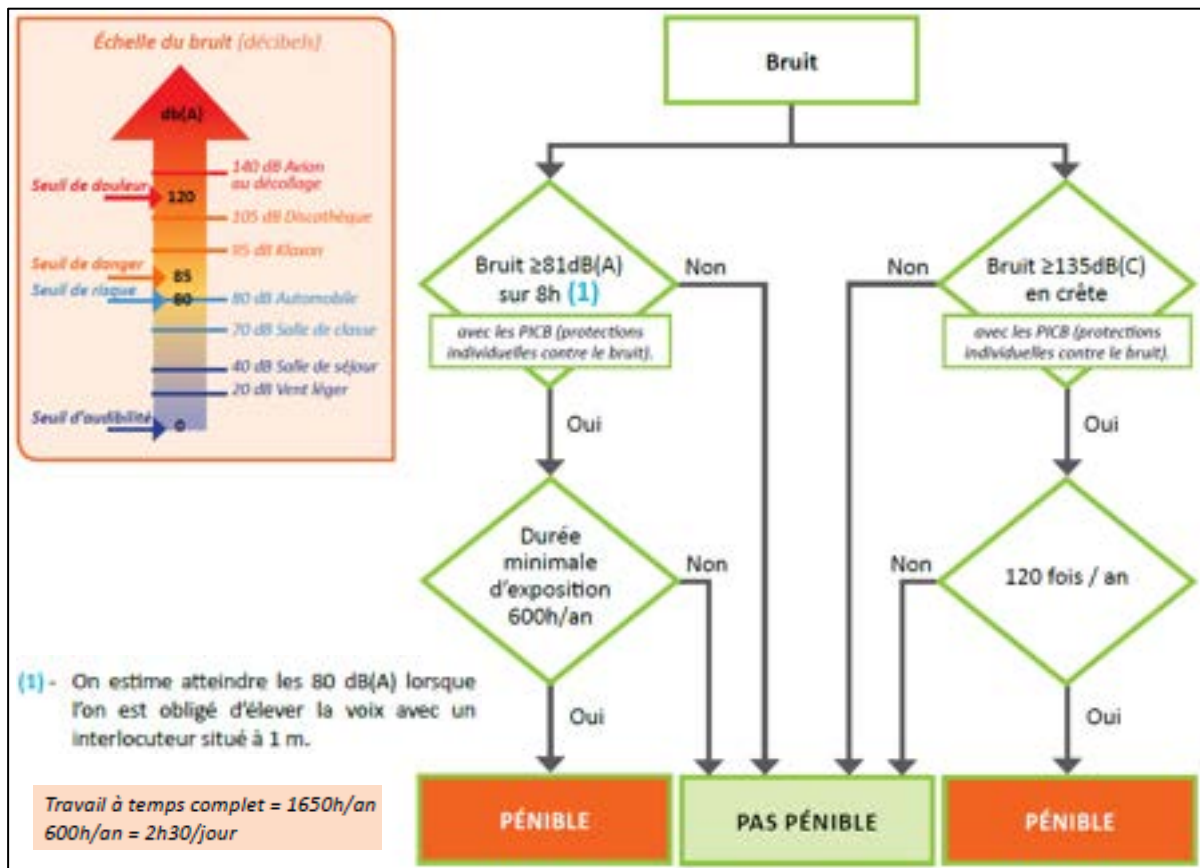 Échelle du bruit (décibels)
db(A)
140 dB Avion
au décollage
Seuil de douleur
120
105 dB Discothèque
95 dB Klaxon
Seuil de danger
85
Seuil de risque
80
80 dB Automobile
70 dB Salle de classe
40 dB Salle de séjour
20 dB Vent léger
Seuil d'audibilité
0
Bruit
Bruit ≥81dB(A)
sur 8h (1)
avec les PICB (protections
individuelles contre le bruit).
Non
Non
Bruit ≥135dB(C)
en crête
avec les PICB (protections
individuelles contre le bruit).
Oui
Oui
Durée
minimale
d'exposition
600h/an
Non
Non
120 fois / an
(1) - On estime atteindre les 80 dB(A) lorsque
l'on est obligé d'élever la voix avec un
interlocuteur situé à 1 m.
Oui
Oui
Travail à temps complet = 1650h/an
600h/an = 2h30/jour
PÉNIBLE
PAS PÉNIBLE
PÉNIBLE